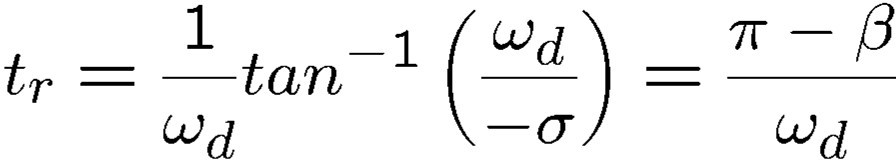 t_r = \frac{1}{\omega_d} tan^{-1} \left( \frac{\omega_d}{-\sigma} \right) = \frac{\pi - \beta}{\omega_d}